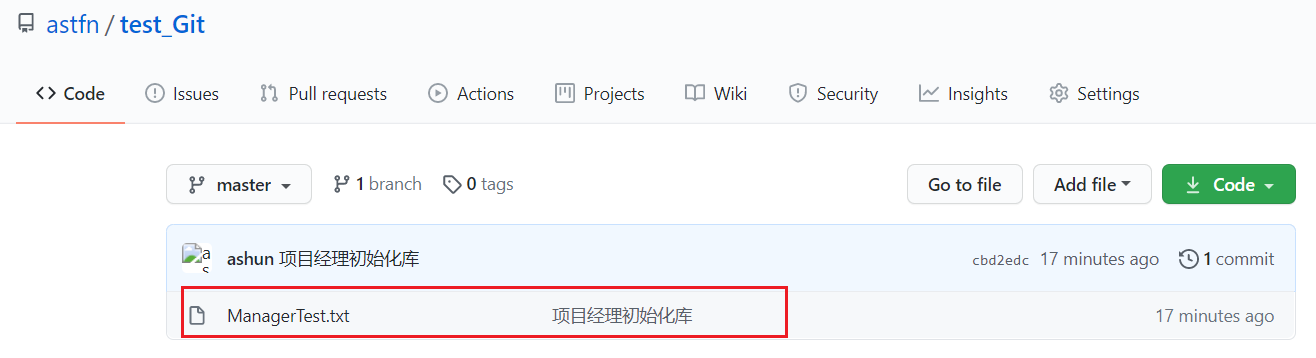 astfn / test_Git
Code Issues Pull requests Actions Projects Wiki Security Insights Settings
master 1 branch 0 tags Go to file Add file Code
as ashun 项目经理初始化库 cbd2edc 17 minutes ago 1 commit
ManagerTest.txt 项目经理初始化库 17 minutes ago